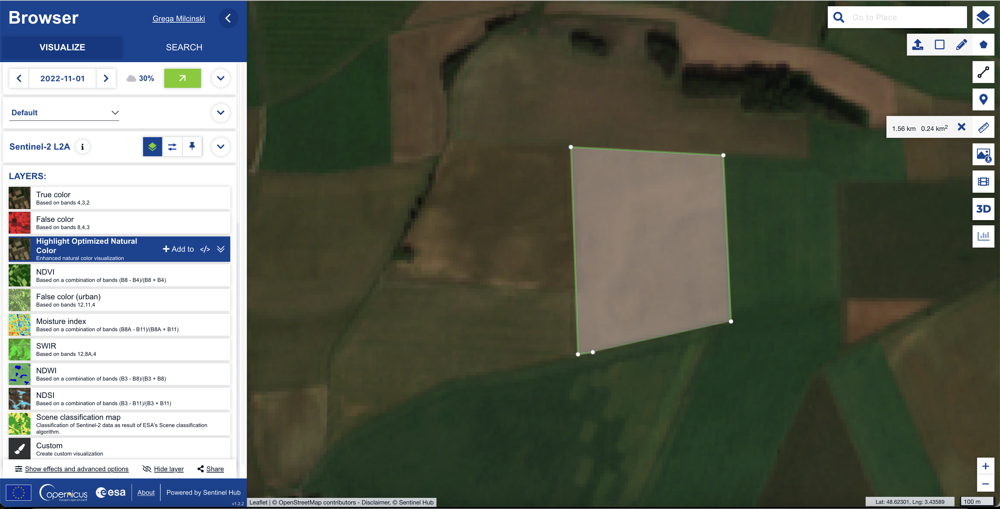 Browser
Grega Milcinski
VISUALIZE
SEARCH
2022-11-01
30%
Default
Sentinel-2 L2A
i
LAYERS:
True color
Based on bands 4,3,2
False color
Based on bands 8,4,3
Highlight Optimized Natural
Color
Enhanced natural color visualization
Add to </>
NDVI
Based on a combination of bands (B8 - B4)/(B8 + B4)
False color (urban)
Based on bands 12,11,4
Moisture index
Based on a combination of bands (B8A - B11)/(B8A + B11)
SWIR
Based on bands 12,8A,4
NDWI
Based on a combination of bands (B3 - B8)/(B3 + B8)
NDSI
Based on a combination of bands (B3 - B11)/(B3 + B11)
Scene classification map
Classification of Sentinel-2 data as result of ESA's Scene classification
algorithm.
Custom
Create custom visualization
Show effects and advanced options
Hide layer
Share
Copernicus
Europe's eyes on Earth
esa
About
Powered by Sentinel Hub
v1.2.2
Go to Place
1.56 km 0.24 km²
3D
+
−
Leaflet | © OpenStreetMap contributors - Disclaimer, © Sentinel Hub
Lat: 48.62301, Lng: 3.43589
100 m